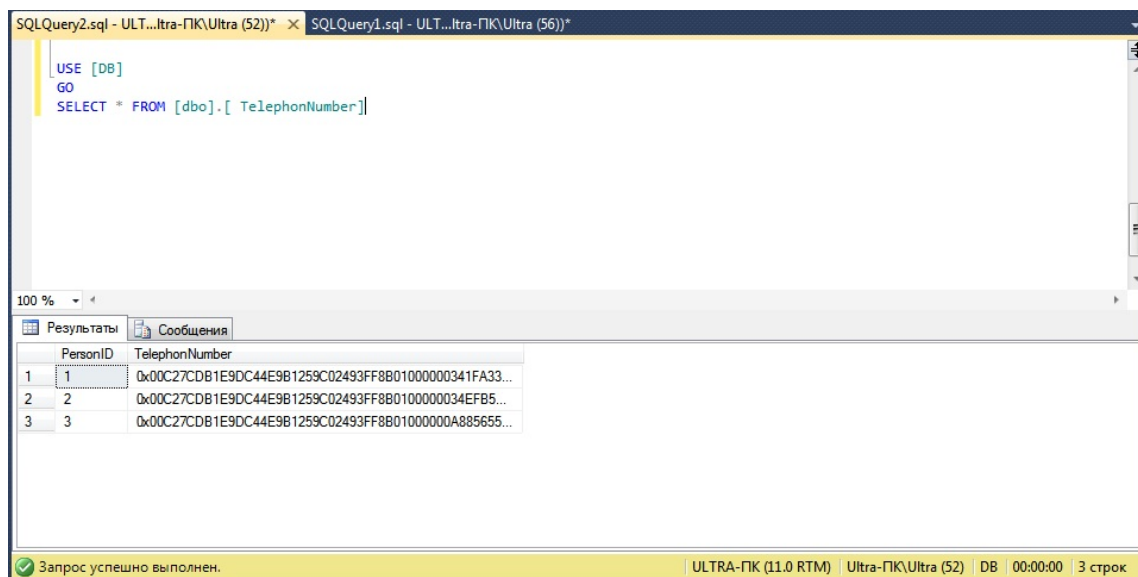 SQLQuery2.sql - ULT...ltra-ПК\Ultra (52))* SQLQuery1.sql - ULT...ltra-ПК\Ultra (56))*
USE [DB]
GO
SELECT * FROM [dbo].[ TelephonNumber]
100 %
Результаты Сообщения
PersonID TelephonNumber
1 1 0x00C27CDB1E9DC44E9B1259C02493FF8B01000000341FA33...
2 2 0x00C27CDB1E9DC44E9B1259C02493FF8B0100000034EFB5...
3 3 0x00C27CDB1E9DC44E9B1259C02493FF8B01000000A885655...
Запрос успешно выполнен. ULTRA-ПК (11.0 RTM) Ultra-ПК\Ultra (52) DB 00:00:00 3 строк